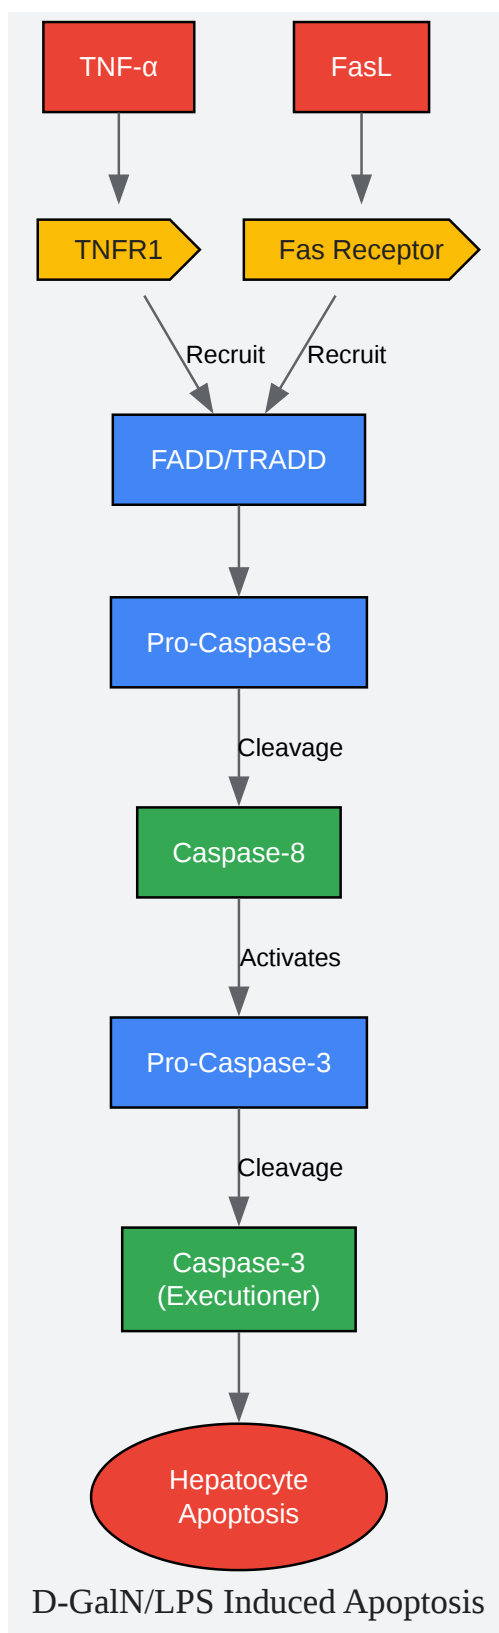 TNF-α
FasL
TNFR1
Fas Receptor
Recruit
Recruit
FADD/TRADD
Pro-Caspase-8
Cleavage
Caspase-8
Activates
Pro-Caspase-3
Cleavage
Caspase-3
(Executioner)
Hepatocyte
Apoptosis
D-GalN/LPS Induced Apoptosis